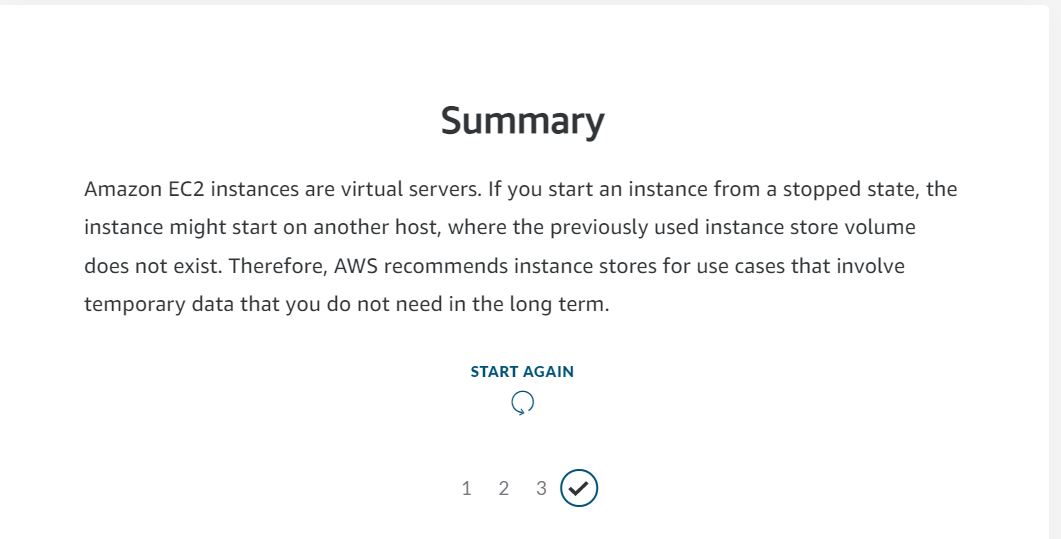 Summary
Amazon EC2 instances are virtual servers. If you start an instance from a stopped state, the
instance might start on another host, where the previously used instance store volume
does not exist. Therefore, AWS recommends instance stores for use cases that involve
temporary data that you do not need in the long term.
START AGAIN
1 2 3